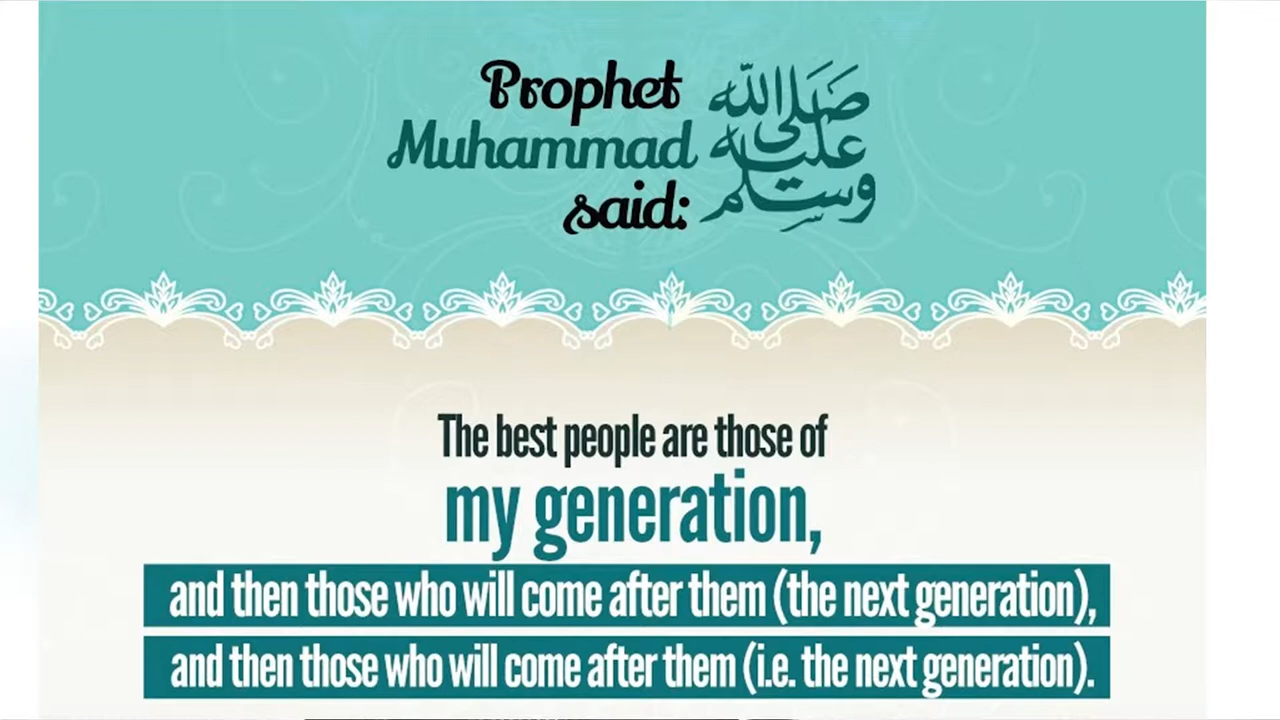 Prophet
Muhammad
said:
صلى الله
عليه
وسلم
The best people are those of
my generation,
and then those who will come after them (the next generation),
and then those who will come after them (i.e. the next generation).